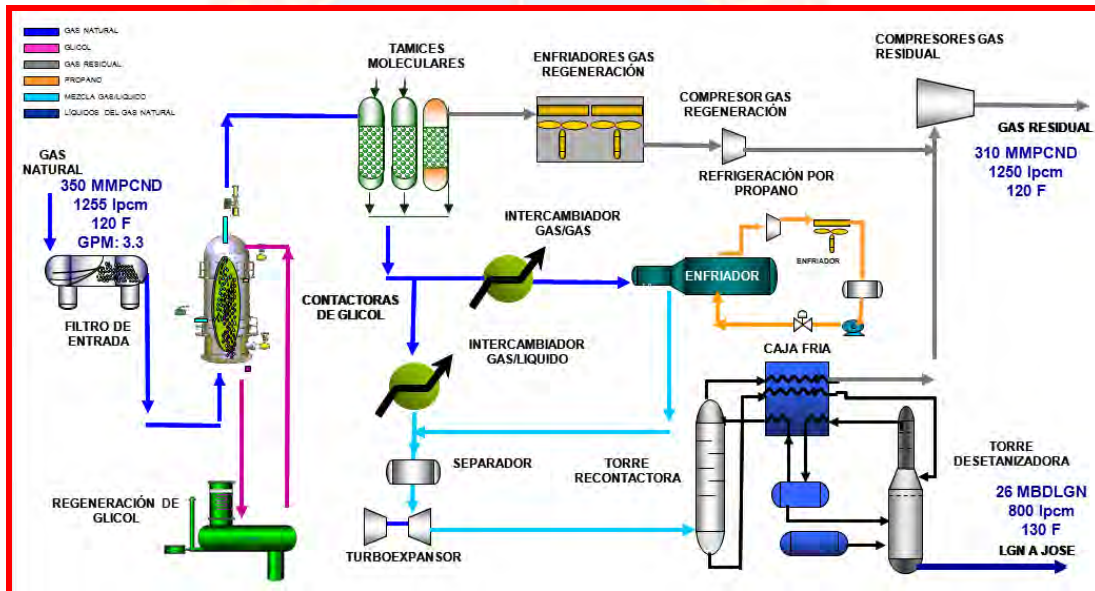 GAS NATURAL
GLICOL
GAS RESIDUAL
PROPANO
MEZCLA GAS/LIQUIDO
LÍQUIDOS DEL GAS NATURAL
GAS
NATURAL
350 MMPCND
1255 lpcm
120 F
GPM: 3.3
FILTRO DE
ENTRADA
REGENERACIÓN DE
GLICOL
CONTACTORAS
DE GLICOL
TAMICES
MOLECULARES
ENFRIADORES GAS
REGENERACIÓN
COMPRESOR GAS
REGENERACIÓN
COMPRESORES GAS
RESIDUAL
GAS RESIDUAL
310 MMPCND
1250 lpcm
120 F
REFRIGERACIÓN POR
PROPANO
INTERCAMBIADOR
GAS/GAS
ENFRIADOR
ENFRIADOR
INTERCAMBIADOR
GAS/LIQUIDO
SEPARADOR
TURBOEXPANSOR
TORRE
RECONTACTORA
CAJA FRIA
TORRE
DESETANIZADORA
26 MBDLGN
800 lpcm
130 F
LGN A JOSE